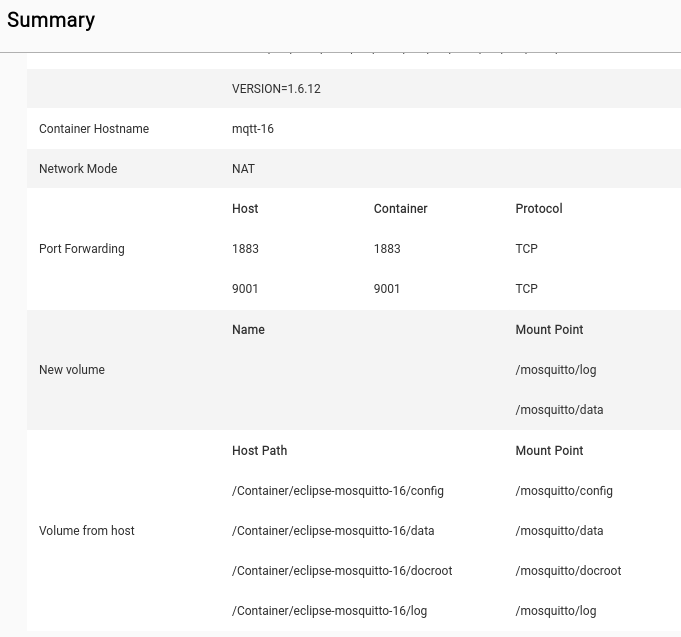 Summary
VERSION=1.6.12
Container Hostname mqtt-16
Network Mode NAT
Host Container Protocol
Port Forwarding 1883 1883 TCP
9001 9001 TCP
Name Mount Point
New volume /mosquitto/log
/mosquitto/data
Host Path Mount Point
/Container/eclipse-mosquitto-16/config /mosquitto/config
Volume from host /Container/eclipse-mosquitto-16/data /mosquitto/data
/Container/eclipse-mosquitto-16/docroot /mosquitto/docroot
/Container/eclipse-mosquitto-16/log /mosquitto/log